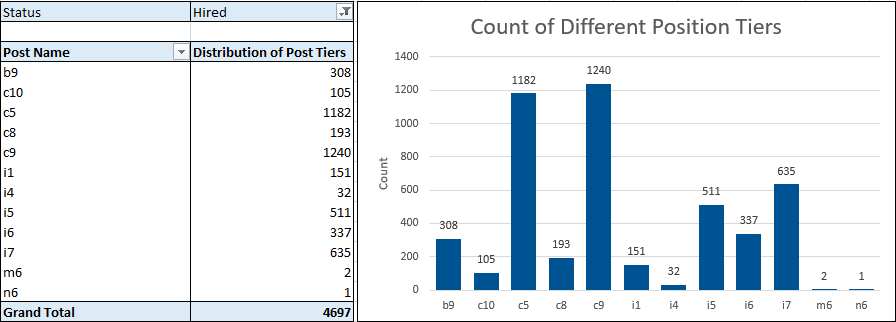 Status Hired
Post Name Distribution of Post Tiers
b9 308
c10 105
c5 1182
c8 193
c9 1240
i1 151
i4 32
i5 511
i6 337
i7 635
m6 2
n6 1
Grand Total 4697
Count of Different Position Tiers
Count
1400
1200
1000
800
600
400
200
0
308 105 1182 193 1240 151 32 511 337 635 2 1
b9 c10 c5 c8 c9 i1 i4 i5 i6 i7 m6 n6